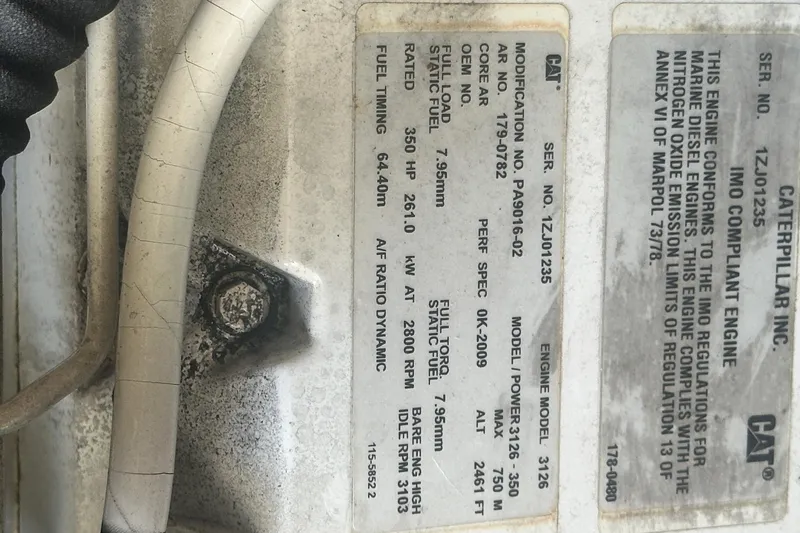 CATERPILLAR INC.
CAT®
SER. NO. 1ZJ01235
IMO COMPLIANT ENGINE
THIS ENGINE CONFORMS TO THE IMO REGULATIONS FOR
MARINE DIESEL ENGINES. THIS ENGINE COMPLIES WITH THE
NITROGEN OXIDE EMISSION LIMITS OF REGULATION 13 OF
ANNEX VI OF MARPOL 73/78.
178-0480
CAT® SER. NO. 1ZJ01235 ENGINE MODEL 3126
MODIFICATION NO. PA9016-02 MODEL / POWER 3126 - 350
AR NO. 179-0782 MAX 750 M
CORE AR PERF SPEC 0K-2009 ALT 2461 FT
OEM NO.
FULL LOAD FULL TORQ.
STATIC FUEL 7.95mm STATIC FUEL 7.95mm
RATED 350 HP 261.0 kW AT 2800 RPM BARE ENG HIGH
IDLE RPM 3103
FUEL TIMING 64.40m A/F RATIO DYNAMIC
115-5852 2